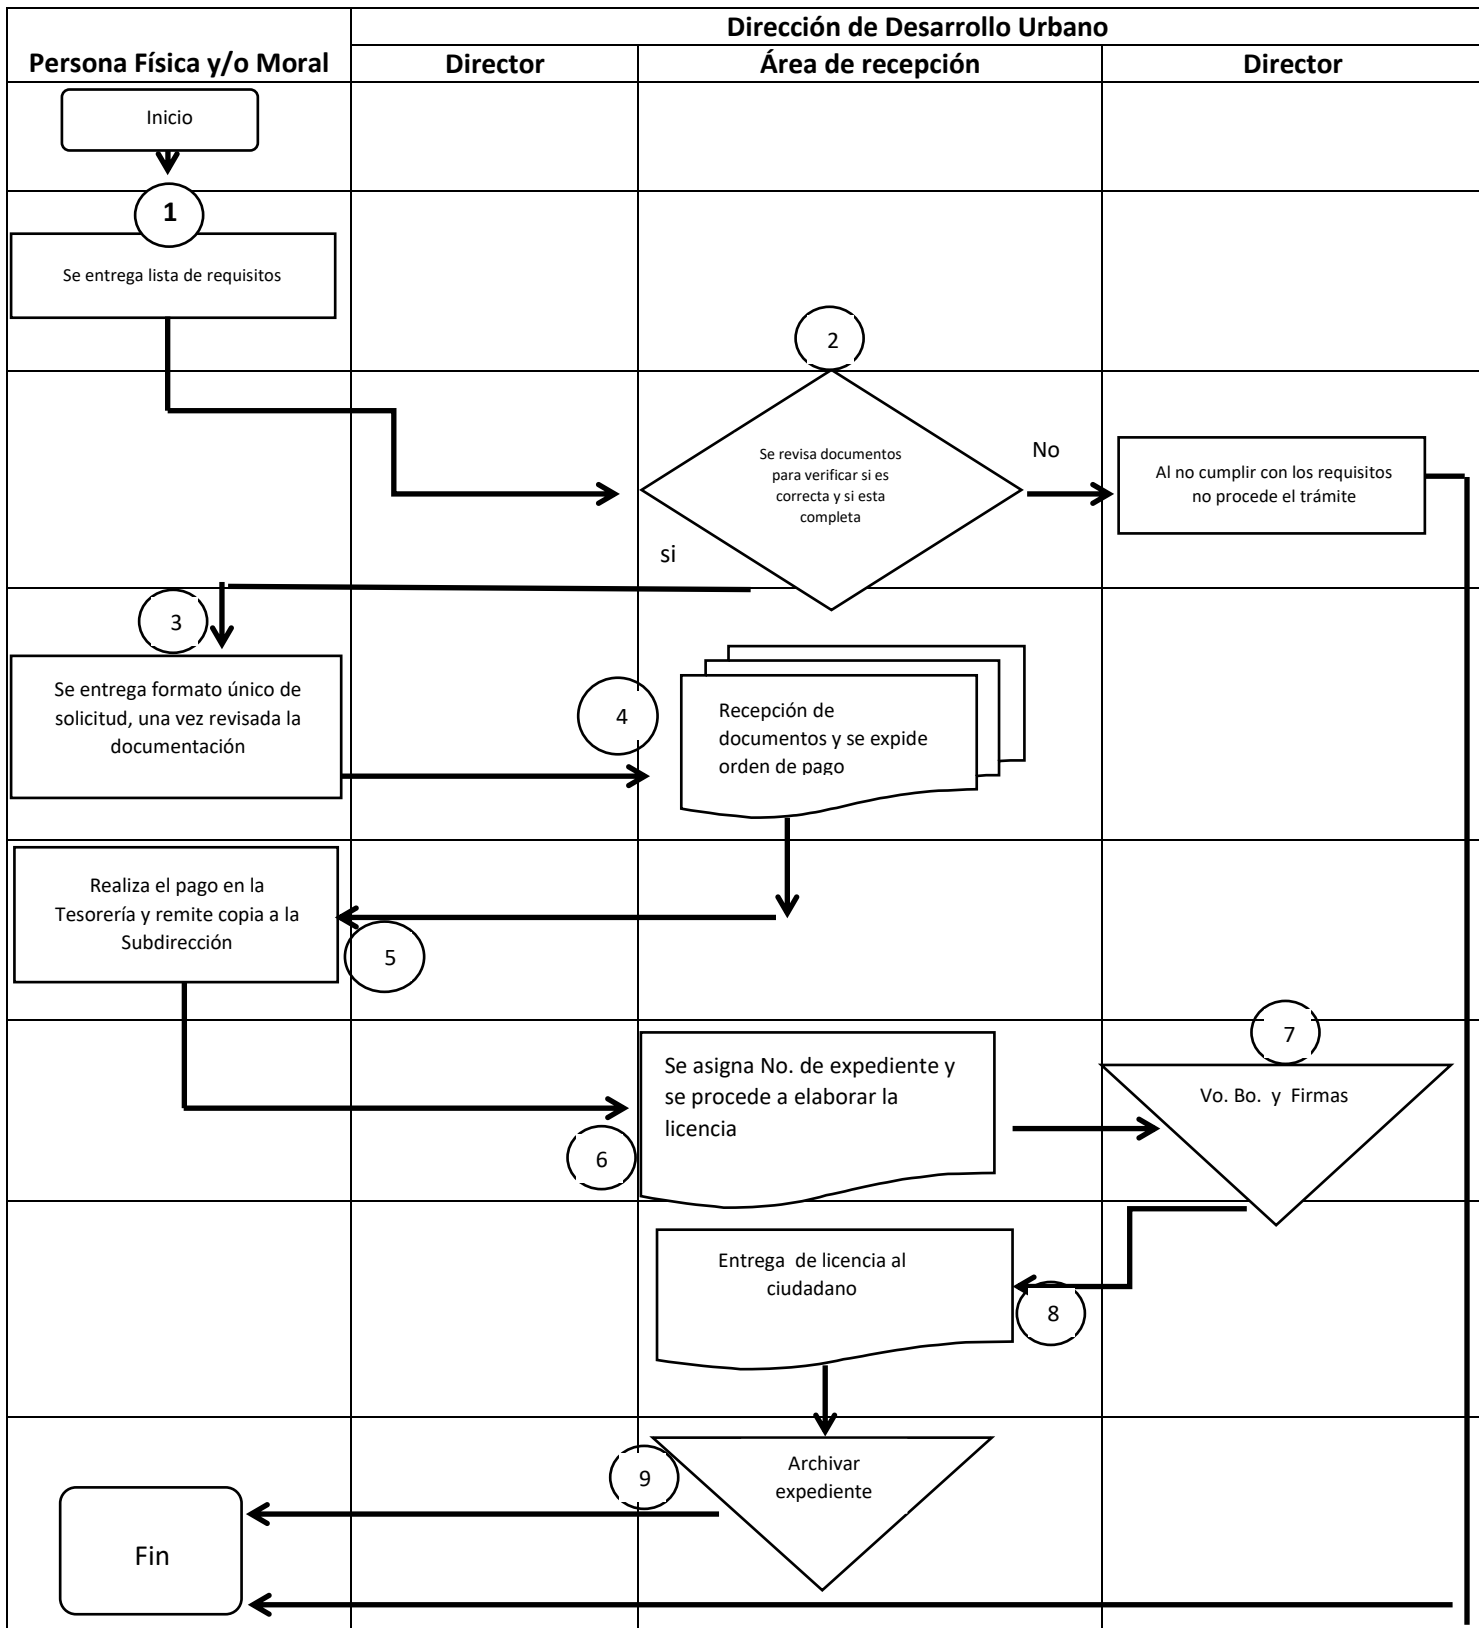 Dirección de Desarrollo Urbano
Persona Física y/o Moral
Director
Área de recepción
Director
Inicio
1
Se entrega lista de requisitos
2
Se revisa documentos
para verificar si es
correcta y si esta
completa
No
Al no cumplir con los requisitos
no procede el trámite
si
3
Se entrega formato único de
solicitud, una vez revisada la
documentación
4
Recepción de
documentos y se expide
orden de pago
Realiza el pago en la
Tesorería y remite copia a la
Subdirección
5
6
Se asigna No. de expediente y
se procede a elaborar la
licencia
7
Vo. Bo. y Firmas
Entrega de licencia al
ciudadano
8
9
Archivar
expediente
Fin